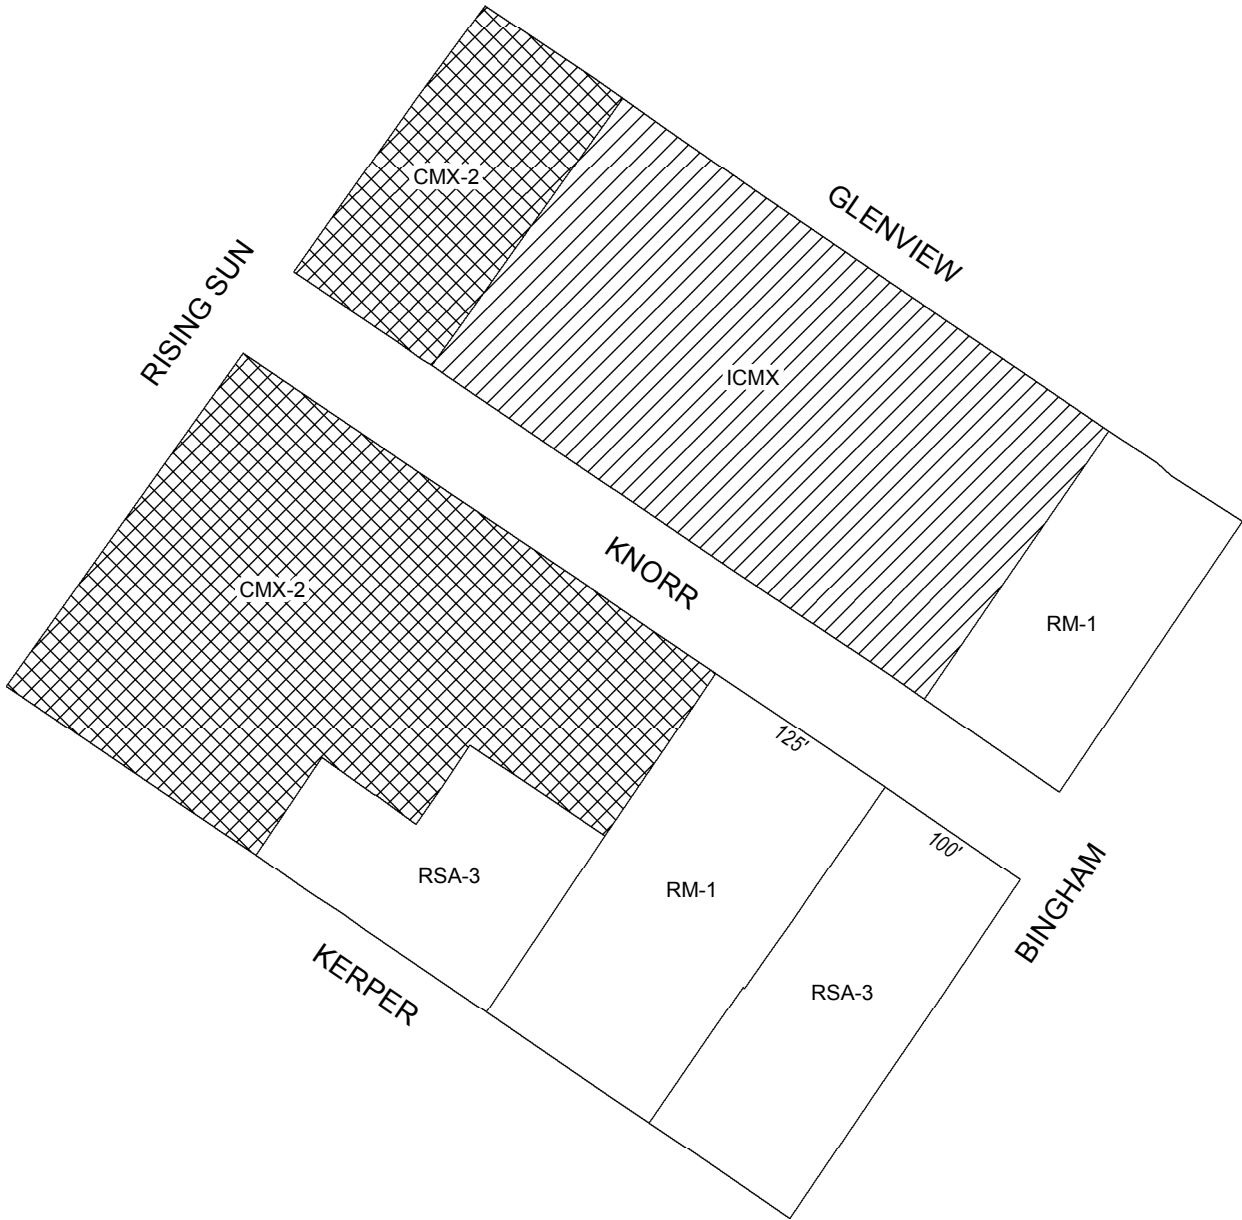 CMX-2
GLENVIEW
RISING SUN
ICMX
KNORR
CMX-2
RM-1
125'
100'
RSA-3
RM-1
BINGHAM
KERPER
RSA-3